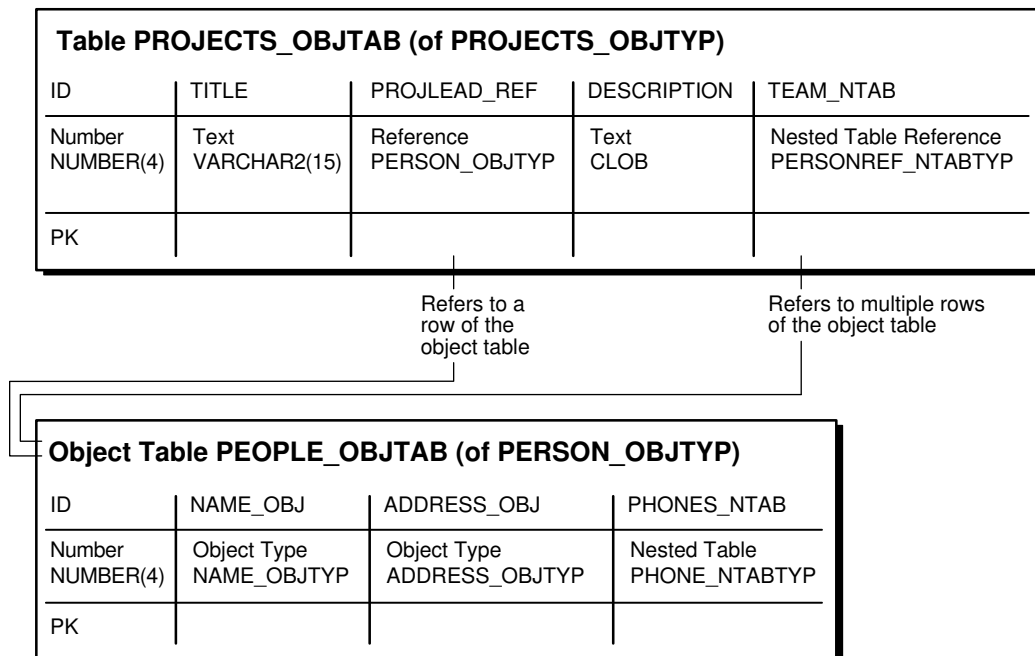 Table PROJECTS_OBJTAB (of PROJECTS_OBJTYP)
ID TITLE PROJLEAD_REF DESCRIPTION TEAM_NTAB
Number Text Reference Text Nested Table Reference
NUMBER(4) VARCHAR2(15) PERSON_OBJTYP CLOB PERSONREF_NTABTYP
PK
Refers to a
row of the
object table
Refers to multiple rows
of the object table
Object Table PEOPLE_OBJTAB (of PERSON_OBJTYP)
ID NAME_OBJ ADDRESS_OBJ PHONES_NTAB
Number Object Type Object Type Nested Table
NUMBER(4) NAME_OBJTYP ADDRESS_OBJTYP PHONE_NTABTYP
PK